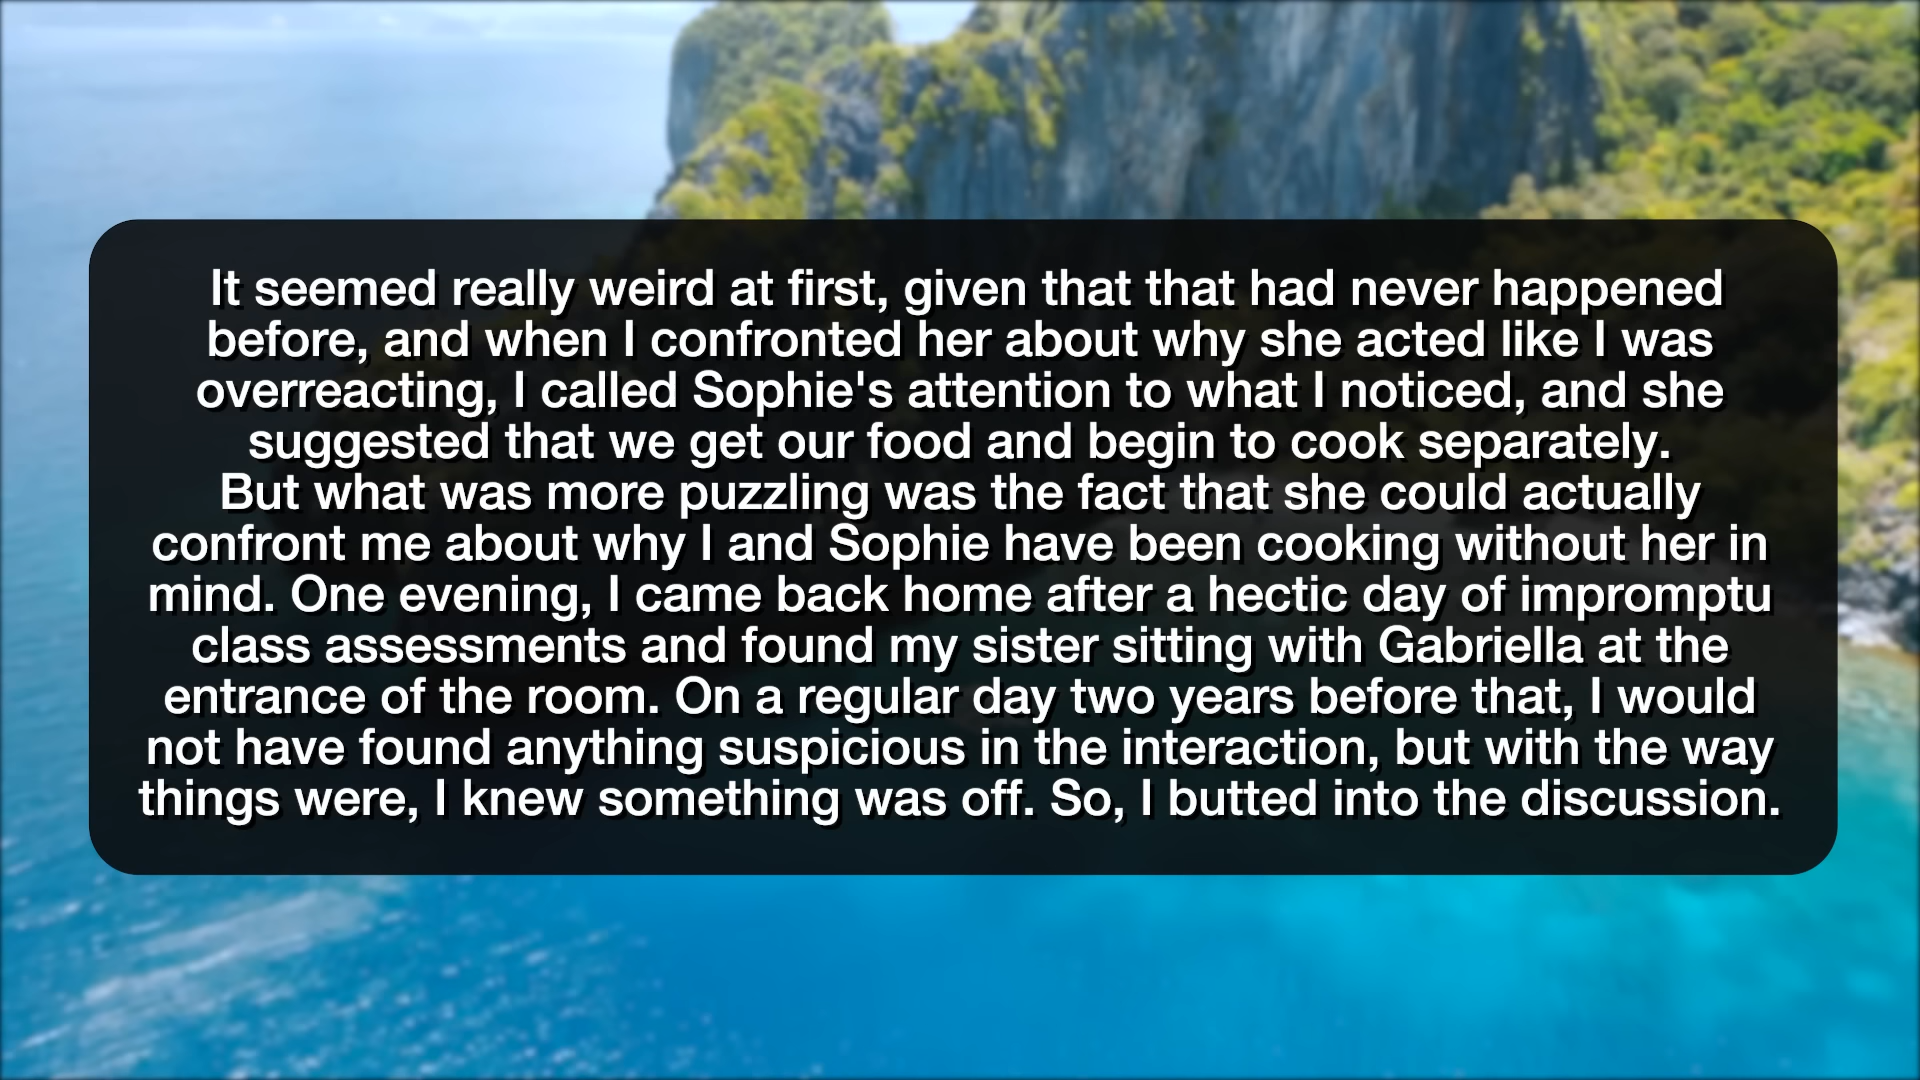 It seemed really weird at first, given that that had never happened
before, and when I confronted her about why she acted like I was
overreacting, I called Sophie's attention to what I noticed, and she
suggested that we get our food and begin to cook separately.
But what was more puzzling was the fact that she could actually
confront me about why I and Sophie have been cooking without her in
mind. One evening, I came back home after a hectic day of impromptu
class assessments and found my sister sitting with Gabriella at the
entrance of the room. On a regular day two years before that, I would
not have found anything suspicious in the interaction, but with the way
things were, I knew something was off. So, I butted into the discussion.